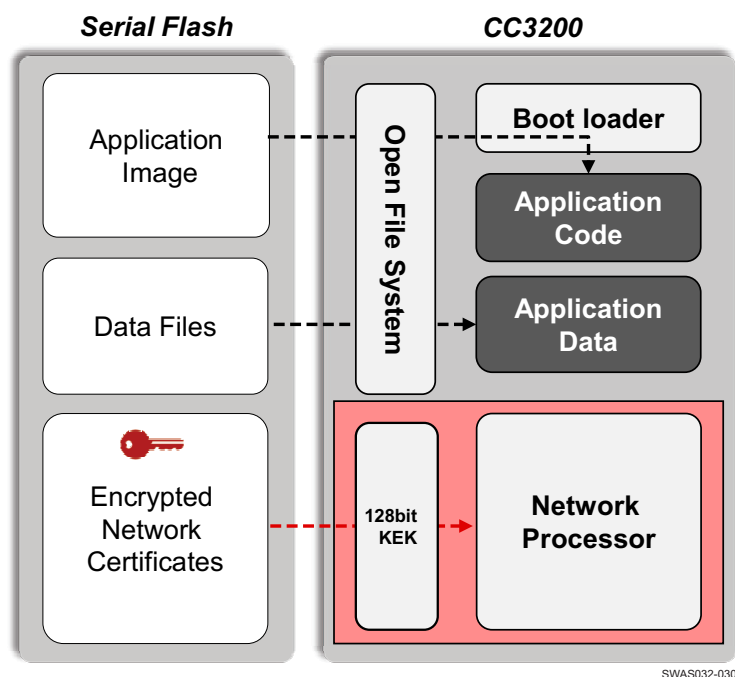 Serial Flash
CC3200
Application
Image
Data Files
Encrypted
Network
Certificates
Open File System
Boot loader
Application
Code
Application
Data
128bit
KEK
Network
Processor
SWAS032-030